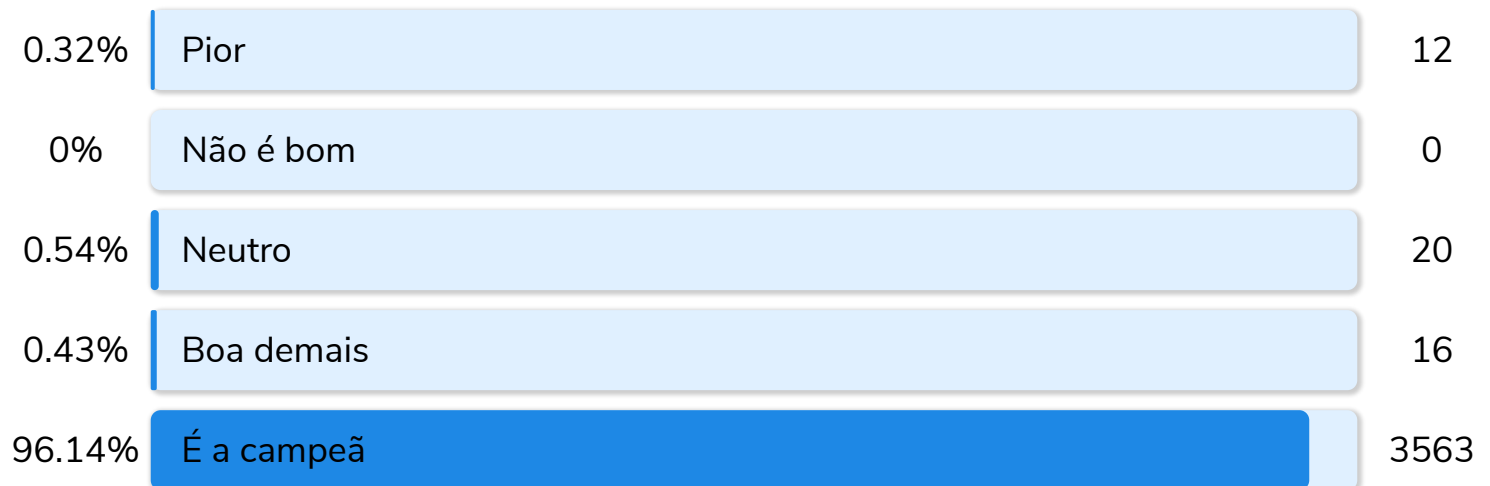 0.32% Pior 12
0% Não é bom 0
0.54% Neutro 20
0.43% Boa demais 16
96.14% É a campeã 3563